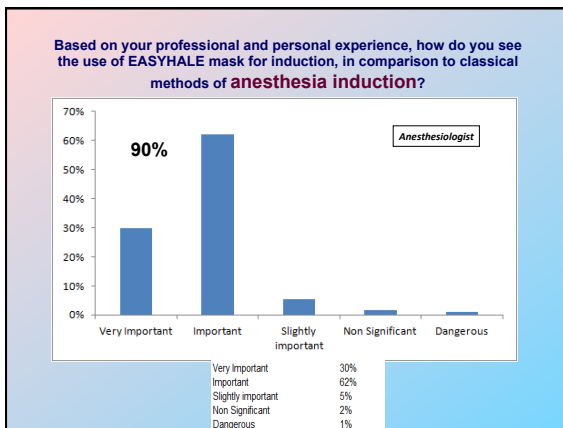 Based on your professional and personal experience, how do you see
the use of EASYHALE mask for induction, in comparison to classical
methods of anesthesia induction?
70%
60%
50%
40%
30%
20%
10%
0%
90%
Anesthesiologist
Very Important
Important
Slightly
important
Non Significant
Dangerous
Very Important 30%
Important 62%
Slightly important 5%
Non Significant 2%
Dangerous 1%